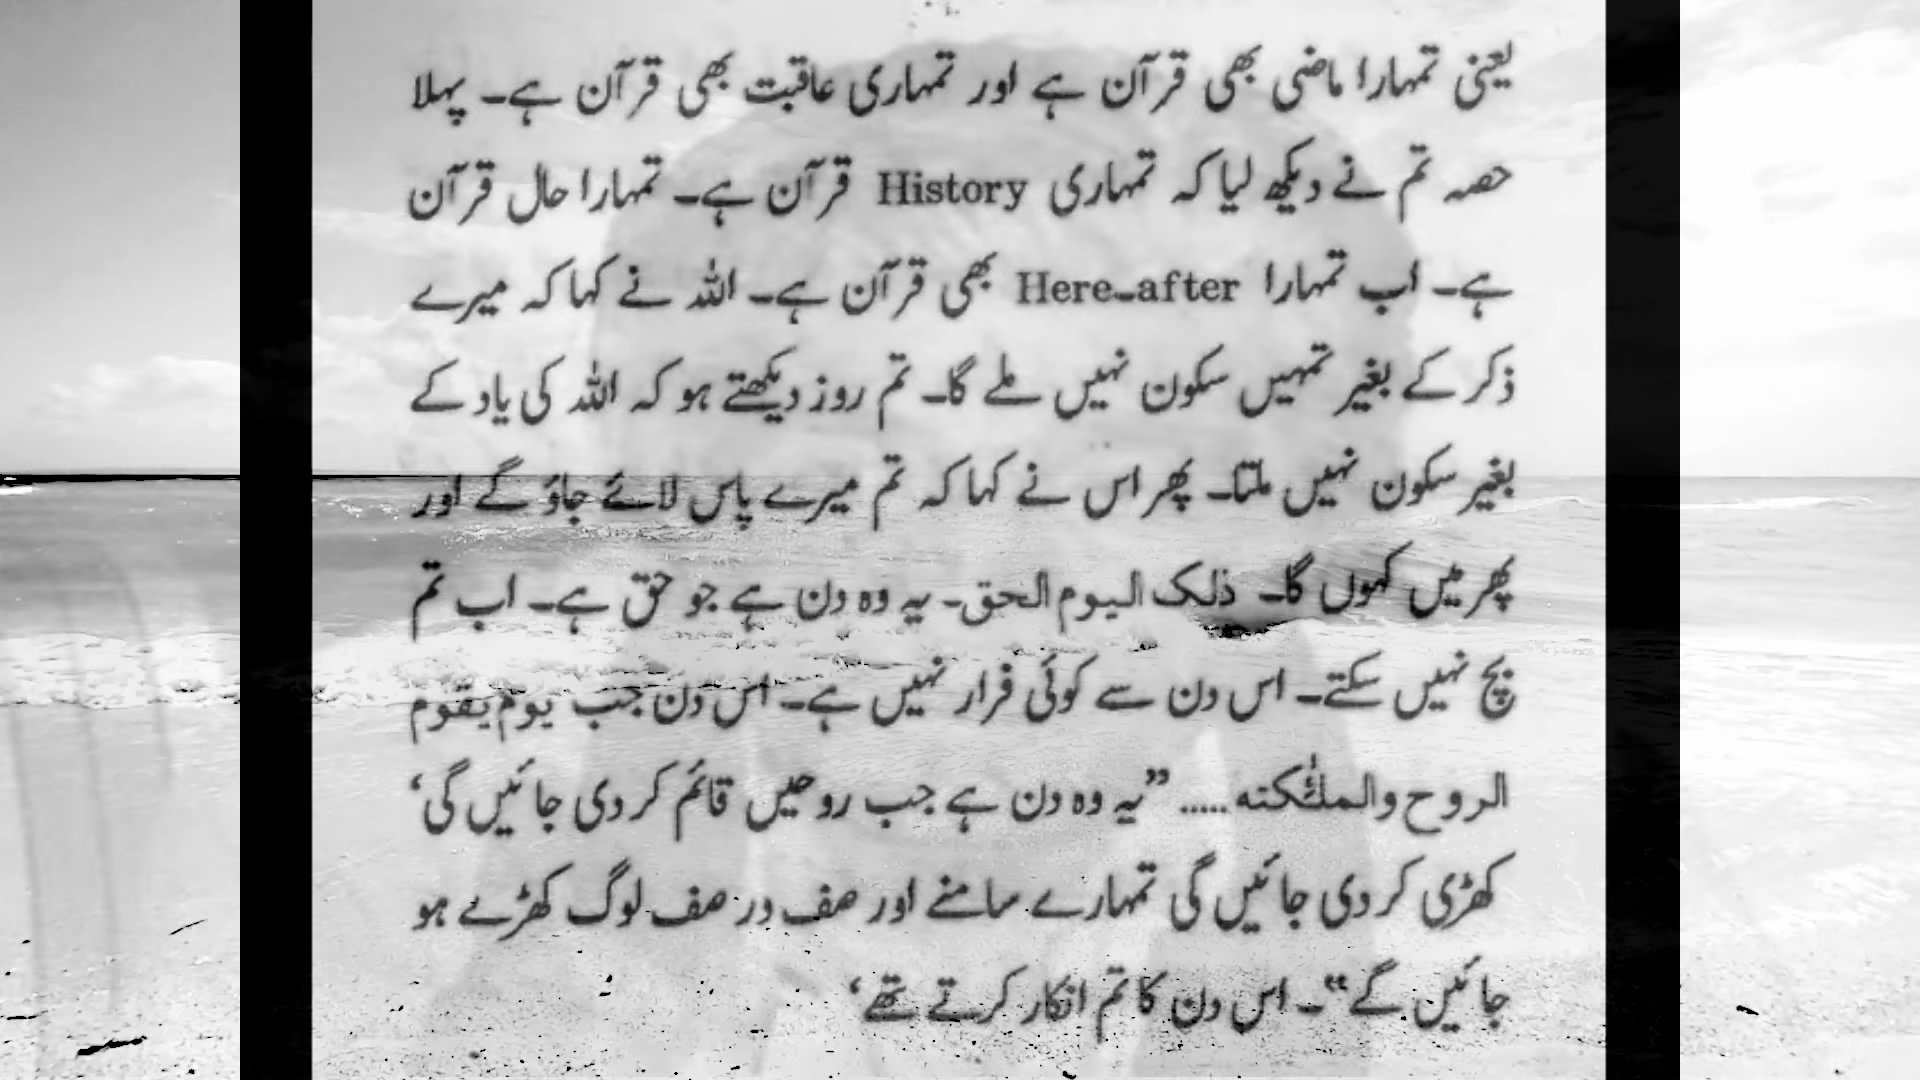 یعنی تمہارا ماضی بھی قرآن ہے اور تمہاری عاقبت بھی قرآن ہے۔ پہلا
حصہ تم نے دیکھ لیا کہ تمہاری History قرآن ہے۔ تمہارا حال قرآن
ہے۔ اب تمہارا Here-after بھی قرآن ہے۔ اللہ نے کہا کہ میرے
ذکر کے بغیر تمہیں سکون نہیں ملے گا۔ تم روز دیکھتے ہو کہ اللہ کی یاد کے
بغیر سکون نہیں ملتا۔ پھر اس نے کہا کہ تم میرے پاس لائے جاؤ گے اور
پھر میں کہوں گا۔ ذلک الیوم الحق۔ یہ وہ دن ہے جو حق ہے۔ اب تم
بچ نہیں سکتے۔ اس دن سے کوئی فرار نہیں ہے۔ اس دن جب یوم یقوم
الروح والملٰئکتہ ..... ”یہ وہ دن ہے جب روحیں قائم کر دی جائیں گی‘
کھڑی کر دی جائیں گی تمہارے سامنے اور صف در صف لوگ کھڑے ہو
جائیں گے“۔ اس دن کا تم انکار کرتے تھے‘